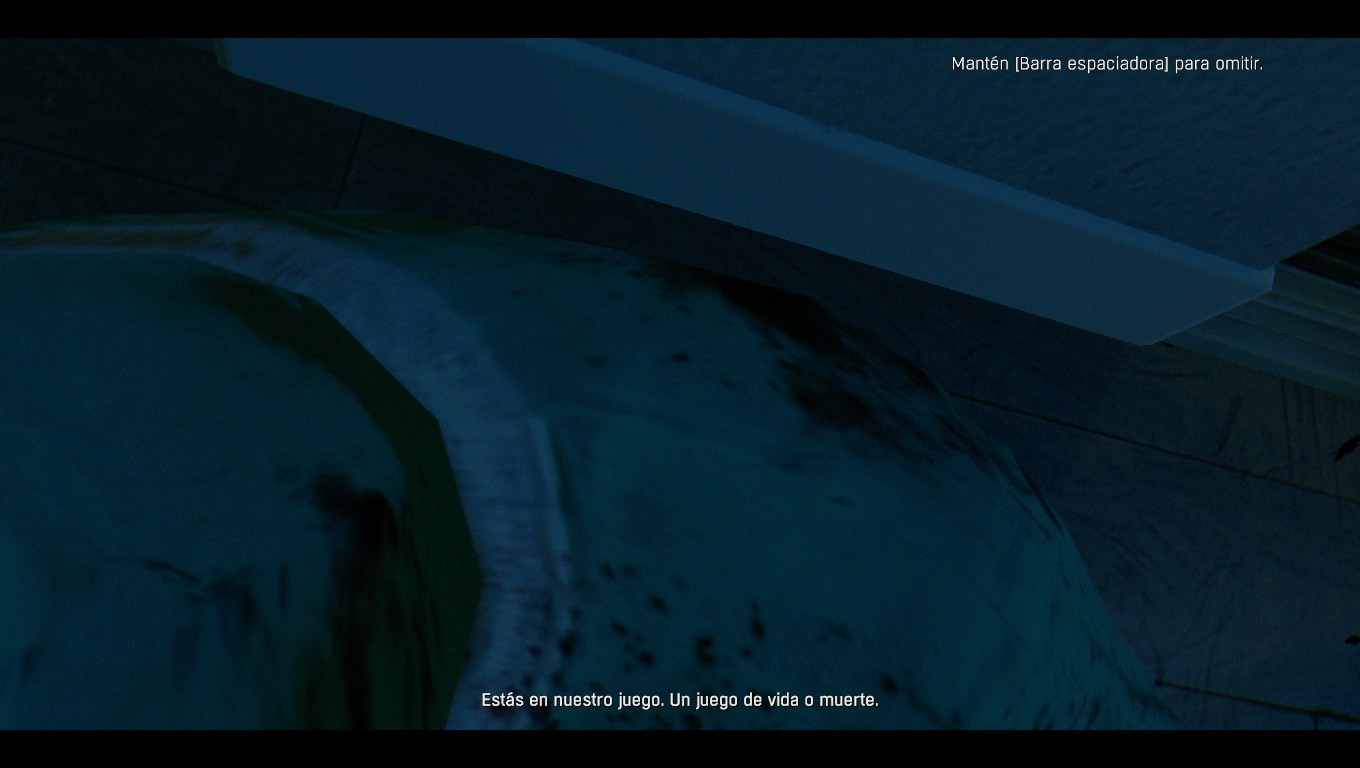 Mantén [Barra espaciadora] para omitir.
Estás en nuestro juego. Un juego de vida o muerte.